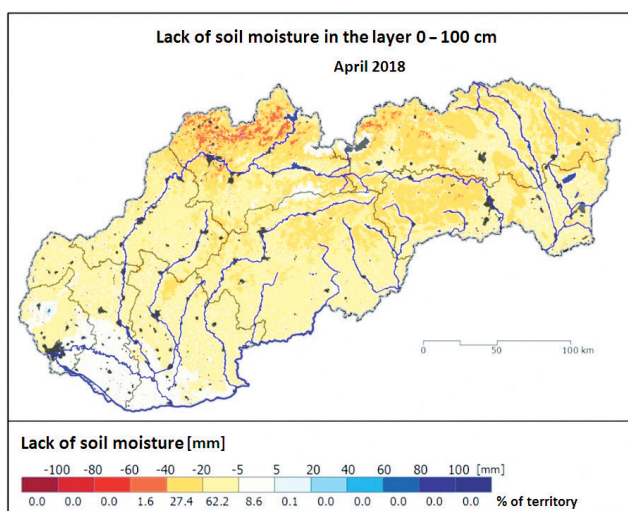 Lack of soil moisture in the layer 0 – 100 cm
April 2018
0 50 100 km
Lack of soil moisture [mm]
-100 -80 -60 -40 -20 -5 5 20 40 60 80 100 [mm]
0.0 0.0 0.0 1.6 27.4 62.2 8.6 0.1 0.0 0.0 0.0 0.0 % of territory